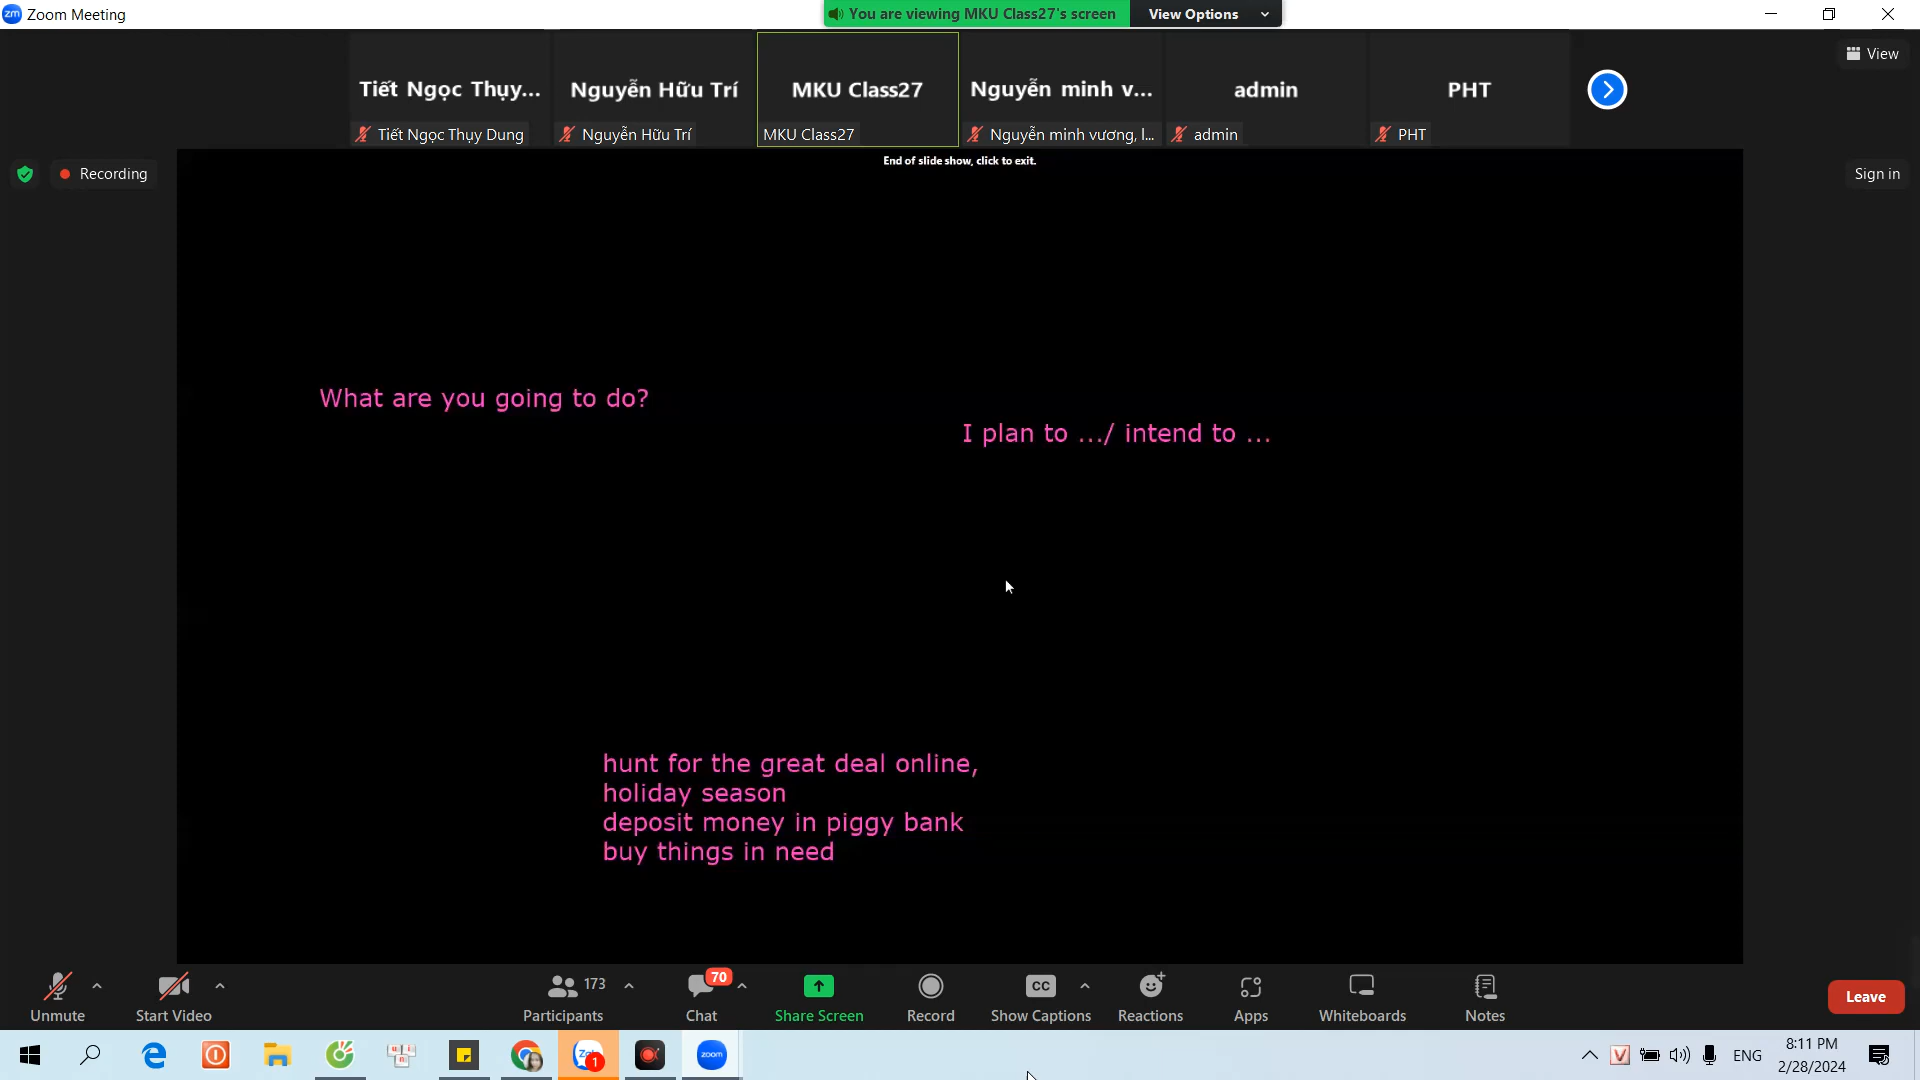 Zoom Meeting
You are viewing MKU Class27's screen
View Options
View
Tiết Ngọc Thụy...
Nguyễn Hữu Trí
MKU Class27
Nguyễn minh v...
admin
PHT
Tiết Ngọc Thụy Dung
Nguyễn Hữu Trí
MKU Class27
Nguyễn minh vương, l...
admin
PHT
Recording
Sign in
End of slide show, click to exit.
What are you going to do?
I plan to .../ intend to ...
hunt for the great deal online,
holiday season
deposit money in piggy bank
buy things in need
173
70
CC
Unmute
Start Video
Participants
Chat
Share Screen
Record
Show Captions
Reactions
Apps
Whiteboards
Notes
Leave
zoom
1
ENG
8:11 PM
2/28/2024